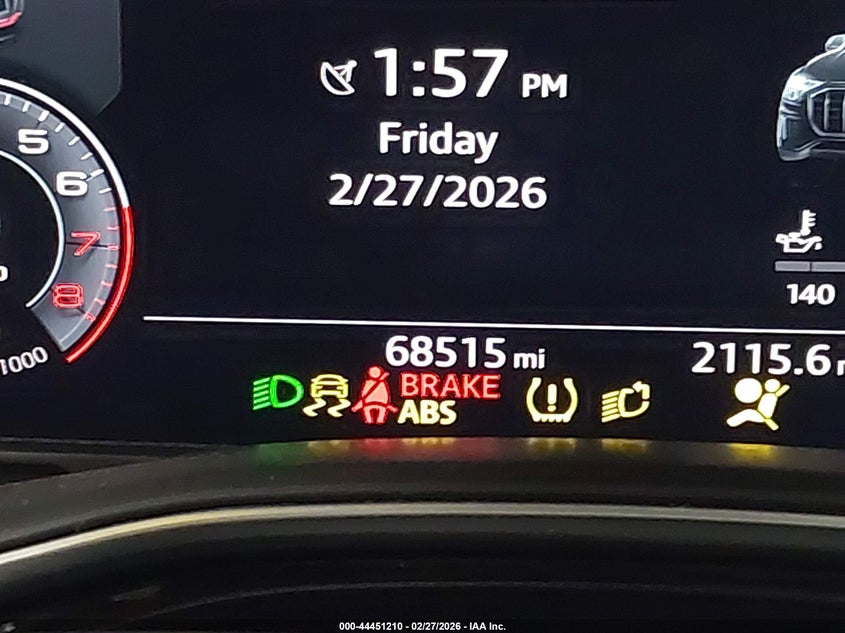 1:57 PM
Friday
2/27/2026
5
6
7
8
1000
140
68515 mi
2115.6
BRAKE
ABS
000-44451210 - 02/27/2026 - IAA Inc.